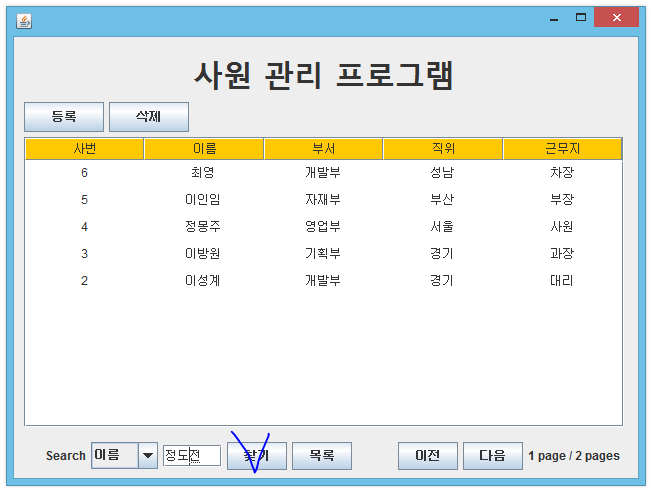 사원 관리 프로그램
등록 삭제
사번 이름 부서 직위 근무지
6 최영 개발부 성남 차장
5 이인임 자재부 부산 부장
4 정몽주 영업부 서울 사원
3 이방원 기획부 경기 과장
2 이성계 개발부 경기 대리
Search 이름 정도전 찾기 목록 이전 다음 1 page / 2 pages